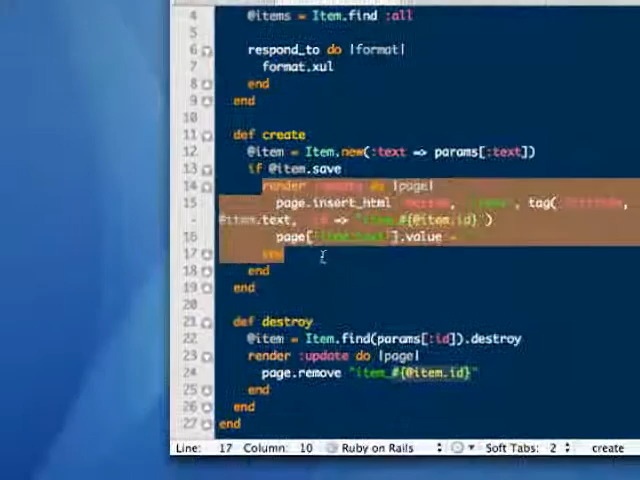 4 @items = Item.find :all
5
6 respond_to do |format|
7 format.xul
8 end
9 end
10
11 def create
12 @item = Item.new(:text => params[:text])
13 if @item.save
14 render :update do |page|
15 page.insert_html , , tag( ,
- @item.text, => "item_#{@item.id}")
16 page[ ].value =
17 end
18 end
19 end
20
21 def destroy
22 @item = Item.find(params[:id]).destroy
23 render :update do |page|
24 page.remove "item_#{@item.id}"
25 end
26 end
27 end
Line: 17 Column: 10 Ruby on Rails Soft Tabs: 2 create